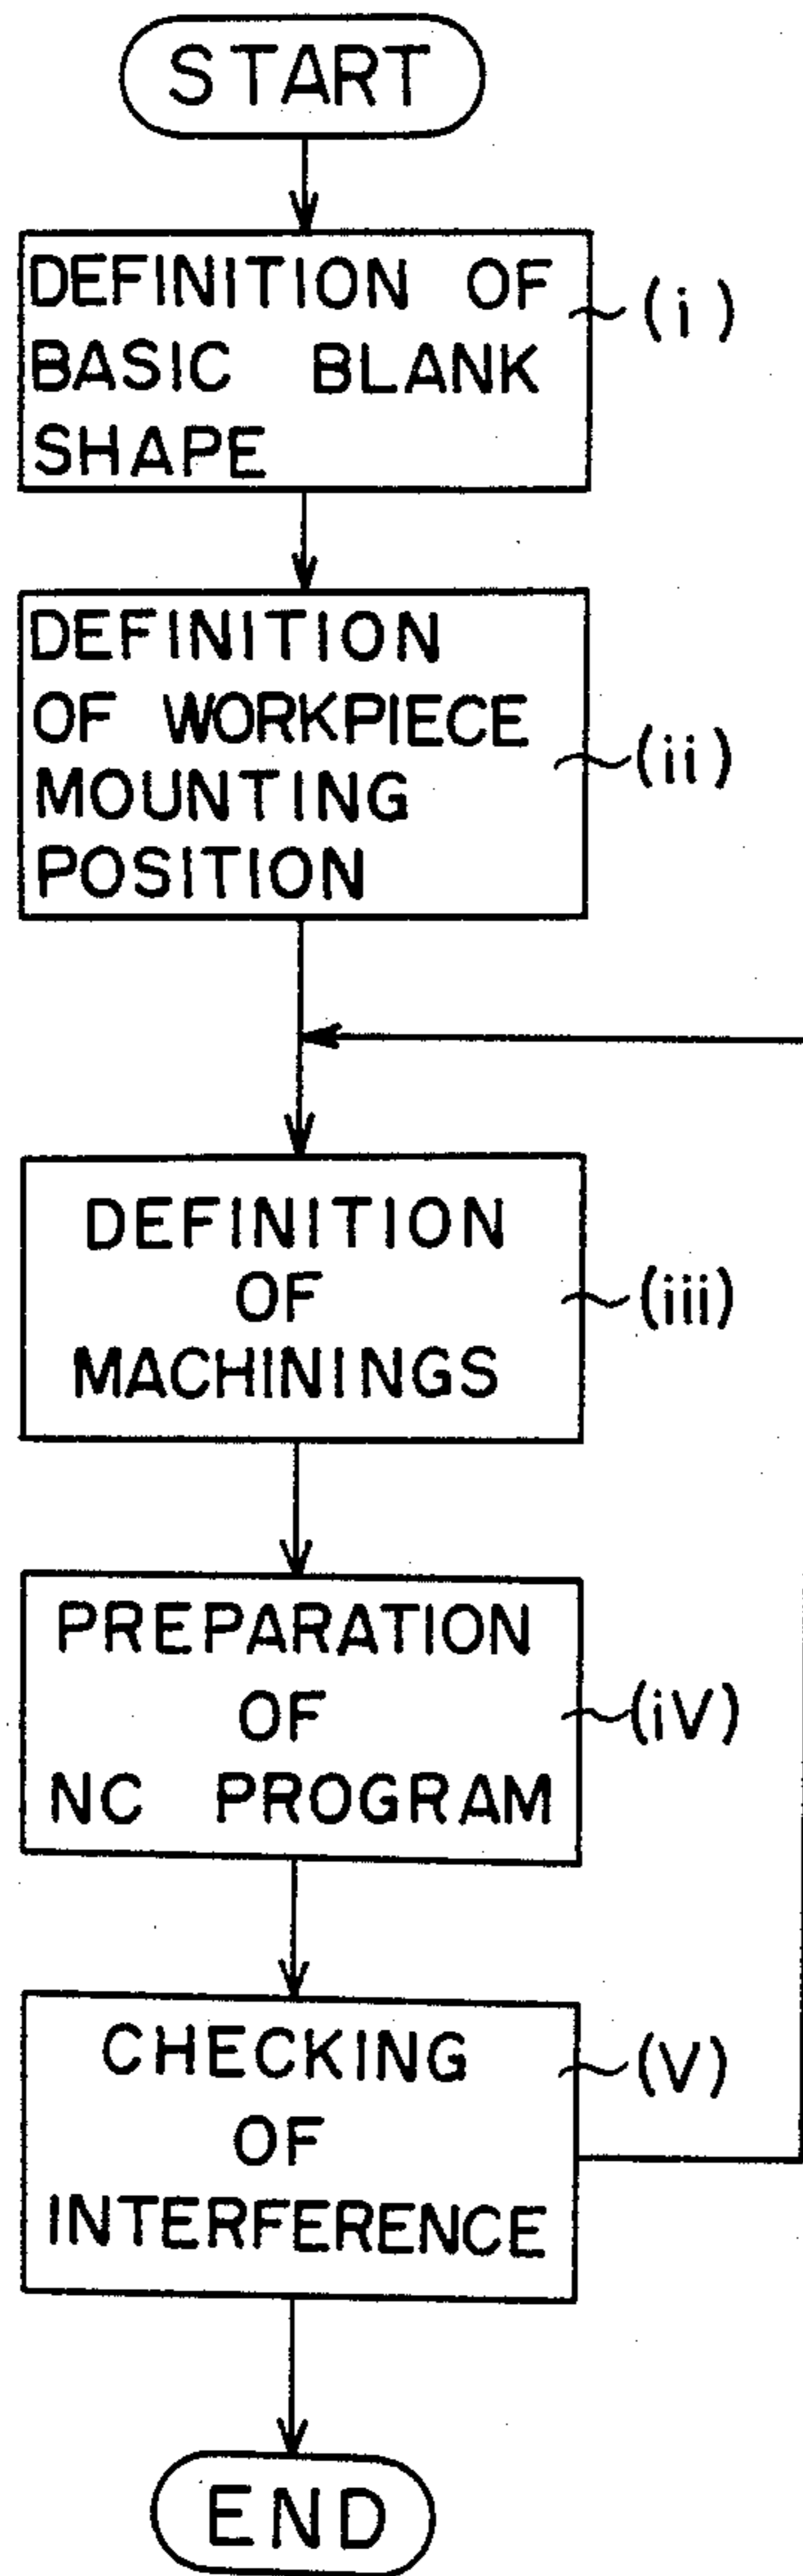 START
DEFINITION OF
BASIC BLANK
SHAPE
(i)
DEFINITION
OF WORKPIECE
MOUNTING
POSITION
(ii)
DEFINITION
OF
MACHININGS
(iii)
PREPARATION
OF
NC PROGRAM
(iV)
CHECKING
OF
INTERFERENCE
(V)
END